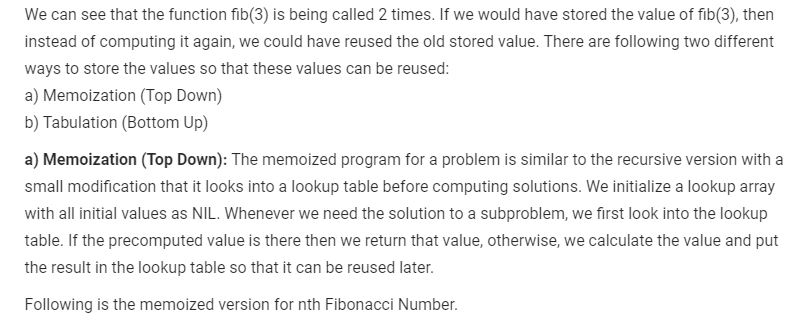 We can see that the function fib(3) is being called 2 times. If we would have stored the value of fib(3), then
instead of computing it again, we could have reused the old stored value. There are following two different
ways to store the values so that these values can be reused:
a) Memoization (Top Down)
b) Tabulation (Bottom Up)
a) Memoization (Top Down): The memoized program for a problem is similar to the recursive version with a
small modification that it looks into a lookup table before computing solutions. We initialize a lookup array
with all initial values as NIL. Whenever we need the solution to a subproblem, we first look into the lookup
table. If the precomputed value is there then we return that value, otherwise, we calculate the value and put
the result in the lookup table so that it can be reused later.
Following is the memoized version for nth Fibonacci Number.